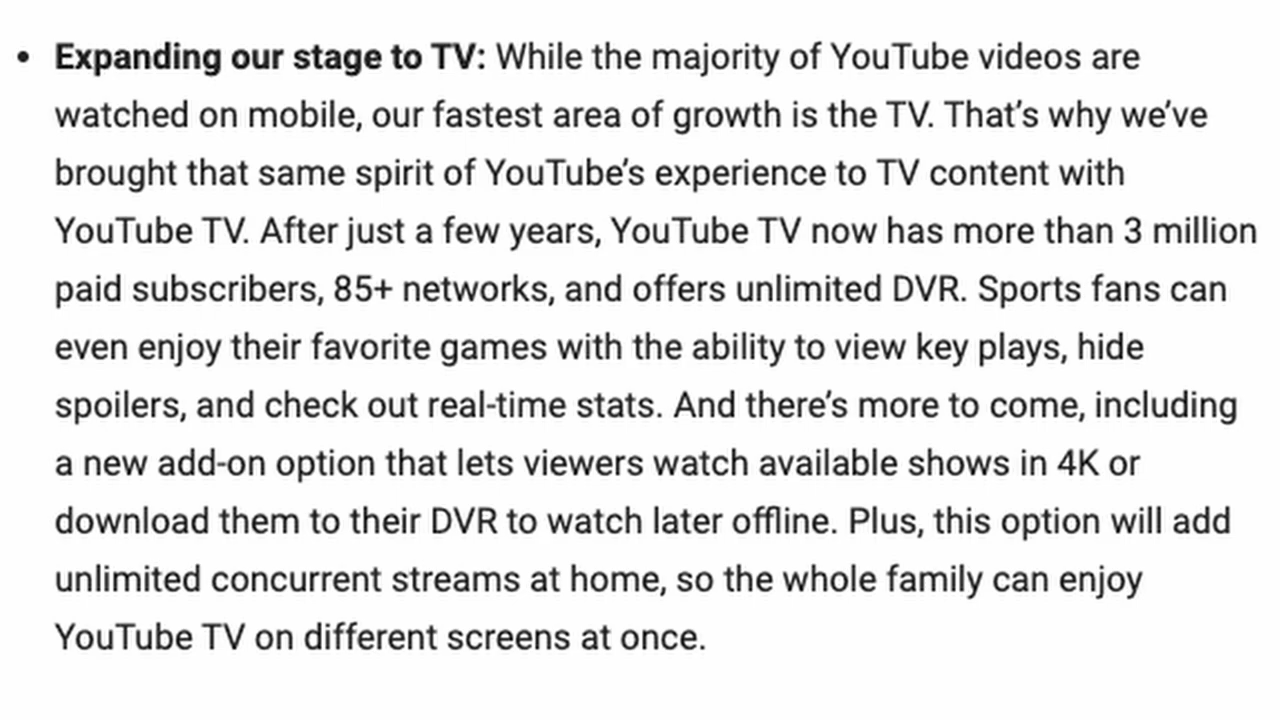 • Expanding our stage to TV: While the majority of YouTube videos are
watched on mobile, our fastest area of growth is the TV. That’s why we’ve
brought that same spirit of YouTube’s experience to TV content with
YouTube TV. After just a few years, YouTube TV now has more than 3 million
paid subscribers, 85+ networks, and offers unlimited DVR. Sports fans can
even enjoy their favorite games with the ability to view key plays, hide
spoilers, and check out real-time stats. And there’s more to come, including
a new add-on option that lets viewers watch available shows in 4K or
download them to their DVR to watch later offline. Plus, this option will add
unlimited concurrent streams at home, so the whole family can enjoy
YouTube TV on different screens at once.